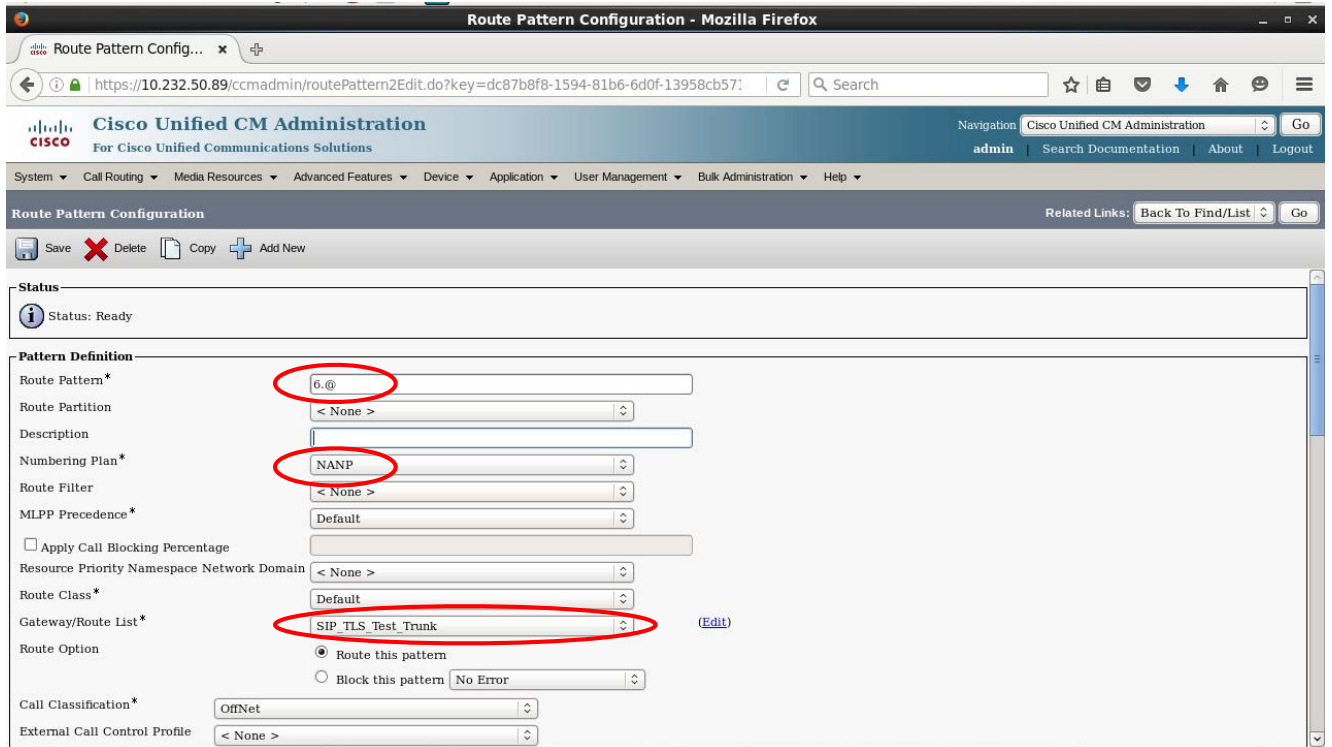 Route Pattern Configuration - Mozilla Firefox
Route Pattern Config...
https://10.232.50.89/ccmadmin/routePattern2Edit.do?key=dc87b8f8-1594-81b6-6d0f-13958cb571
Search
CISCO
Cisco Unified CM Administration
For Cisco Unified Communications Solutions
Navigation Cisco Unified CM Administration Go
admin | Search Documentation | About | Logout
System Call Routing Media Resources Advanced Features Device Application User Management Bulk Administration Help
Route Pattern Configuration
Related Links: Back To Find/List Go
Save Delete Copy Add New
Status
Status: Ready
Pattern Definition
Route Pattern* 6.@
Route Partition < None >
Description
Numbering Plan* NANP
Route Filter < None >
MLPP Precedence* Default
Apply Call Blocking Percentage
Resource Priority Namespace Network Domain < None >
Route Class* Default
Gateway/Route List* SIP_TLS_Test_Trunk (Edit)
Route Option Route this pattern
Block this pattern No Error
Call Classification* OffNet
External Call Control Profile < None >